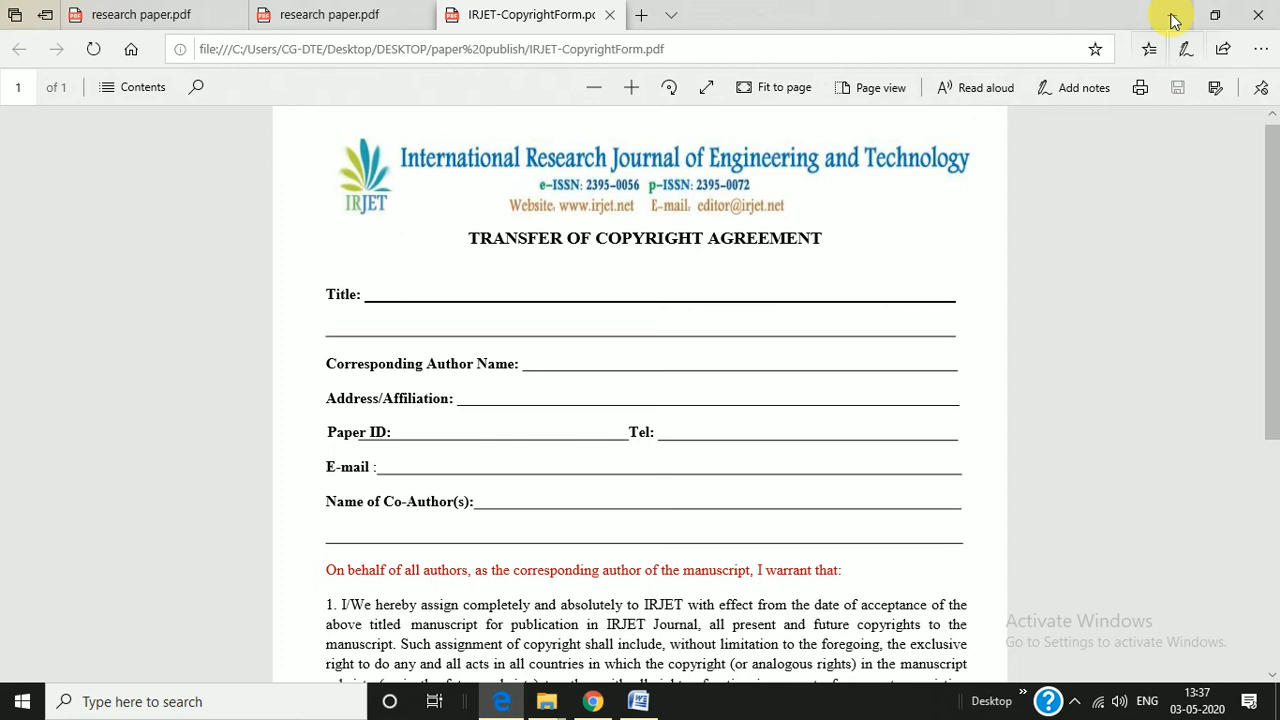 research paper.pdf
research paper.pdf
IRJET-CopyrightForm.pc
file:///C:/Users/CG-DTE/Desktop/DESKTOP/paper%20publish/IRJET-CopyrightForm.pdf
1 of 1 Contents Fit to page Page view Read aloud Add notes
International Research Journal of Engineering and Technology
e-ISSN: 2395-0056 p-ISSN: 2395-0072
IRJET Website: www.irjet.net E-mail: editor@irjet.net
TRANSFER OF COPYRIGHT AGREEMENT
Title:
Corresponding Author Name:
Address/Affiliation:
Paper ID: Tel:
E-mail :
Name of Co-Author(s):
On behalf of all authors, as the corresponding author of the manuscript, I warrant that:
1. I/We hereby assign completely and absolutely to IRJET with effect from the date of acceptance of the
above titled manuscript for publication in IRJET Journal, all present and future copyrights to the
manuscript. Such assignment of copyright shall include, without limitation to the foregoing, the exclusive
right to do any and all acts in all countries in which the copyright (or analogous rights) in the manuscript
Activate Windows
Go to Settings to activate Windows.
Type here to search
Desktop
ENG
13:37
03-05-2020